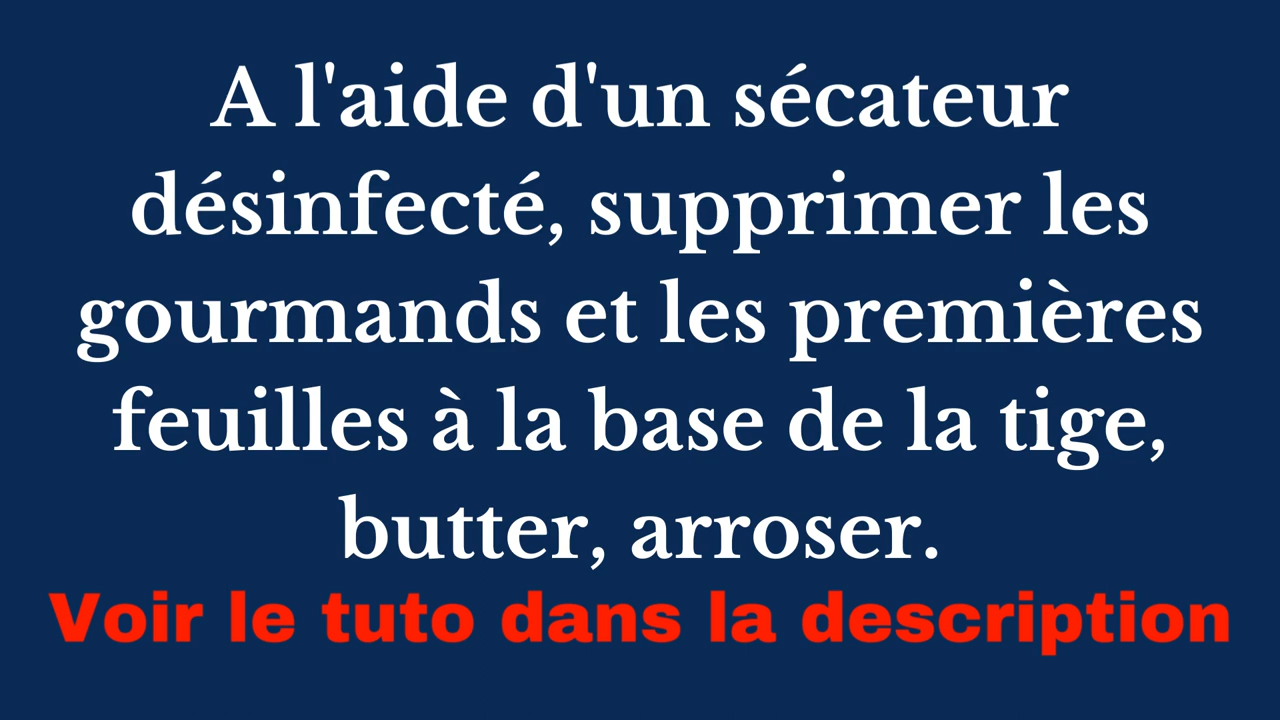 A l'aide d'un sécateur
désinfecté, supprimer les
gourmands et les premières
feuilles à la base de la tige,
butter, arroser.
Voir le tuto dans la description